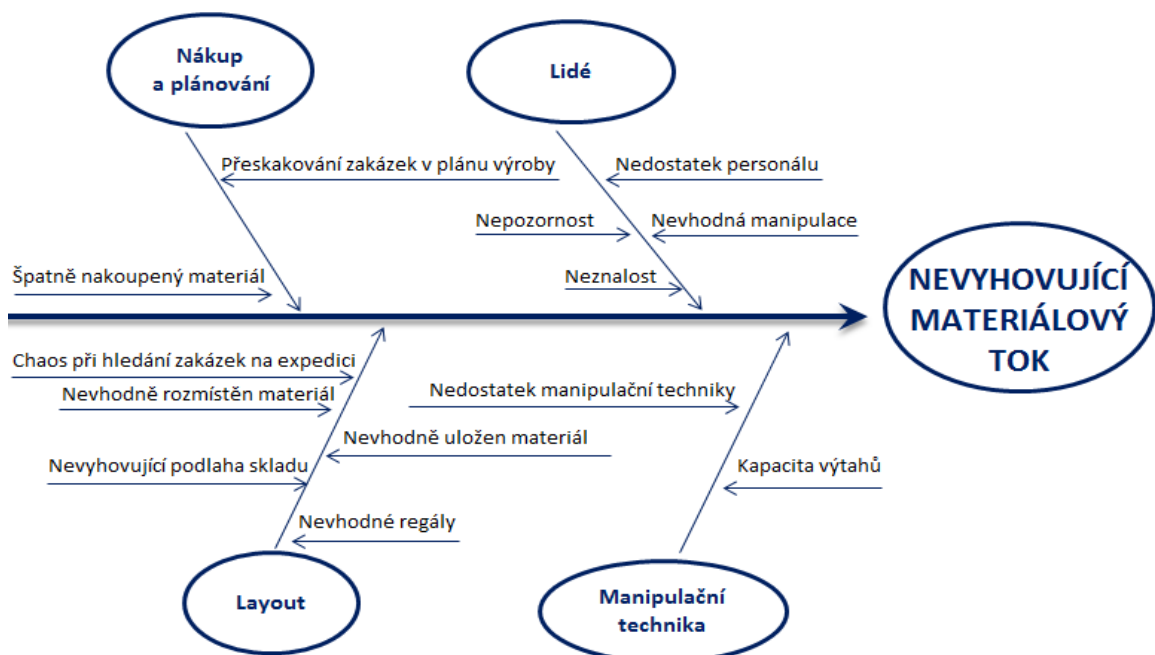 Nákup
a plánování
Lidé
Přeskakování zakázek v plánu výroby
Nedostatek personálu
Nepozornost
Nevhodná manipulace
Špatně nakoupený materiál
Neznalost
NEVYHOVUJÍCÍ
MATERIÁLOVÝ
TOK
Chaos při hledání zakázek na expedici
Nevhodně rozmístěn materiál
Nedostatek manipulační techniky
Nevhodně uložen materiál
Nevyhovující podlaha skladu
Kapacita výtahů
Nevhodné regály
Layout
Manipulační
technika